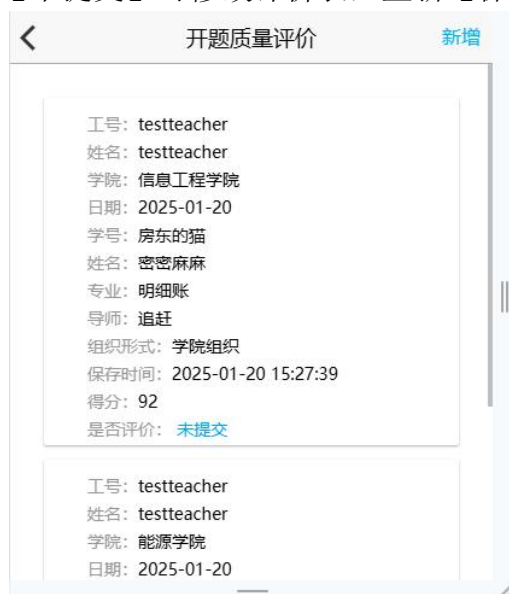 开题质量评价 新增
工号：testteacher
姓名：testteacher
学院：信息工程学院
日期：2025-01-20
学号：房东的猫
姓名：密密麻麻
专业：明细账
导师：追赶
组织形式：学院组织
保存时间：2025-01-20 15:27:39
得分：92
是否评价：未提交
工号：testteacher
姓名：testteacher
学院：能源学院
日期：2025-01-20